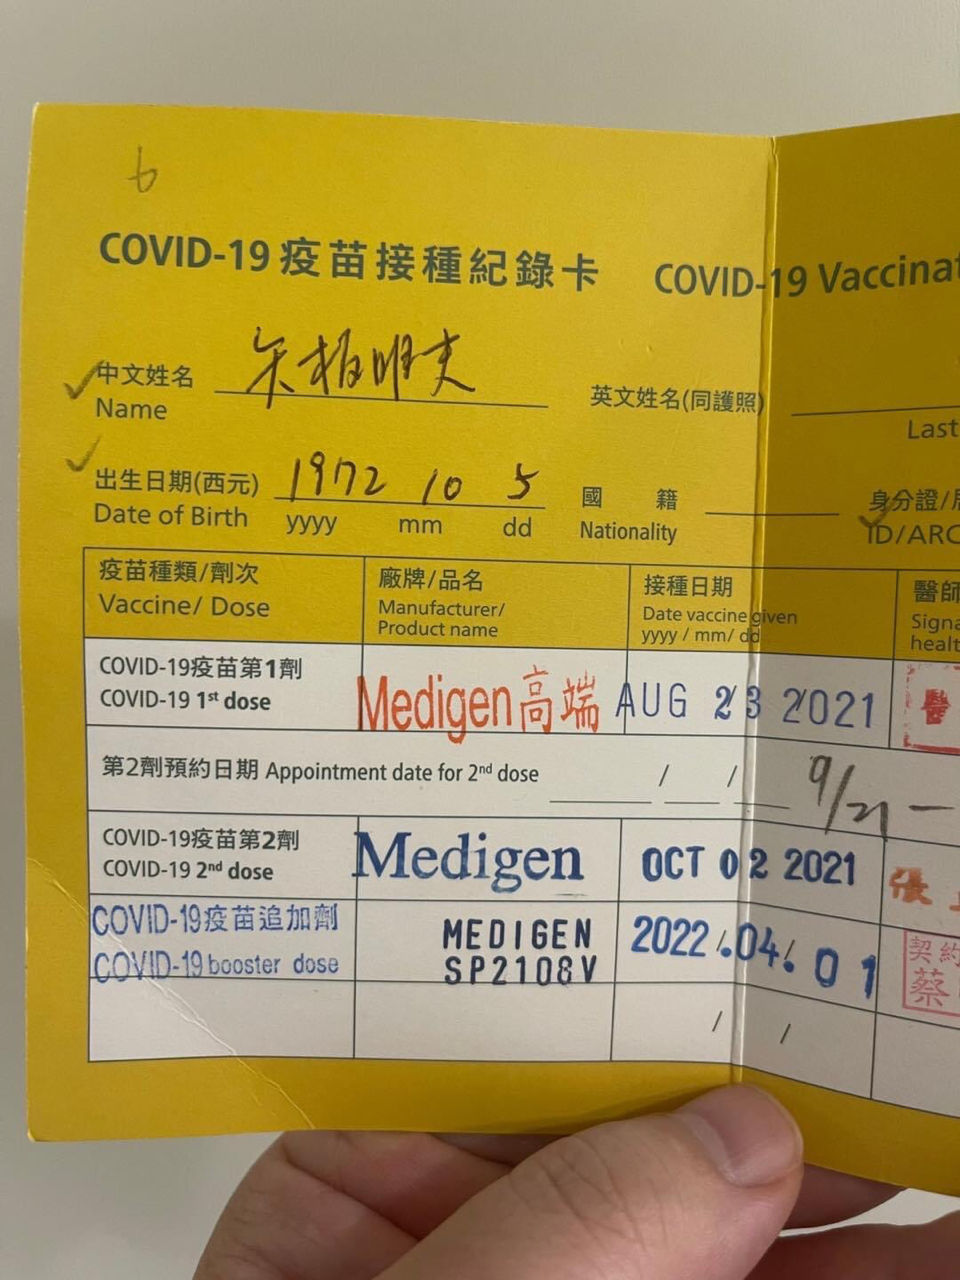 6
COVID-19 疫苗接種紀錄卡 COVID-19 Vaccinat
中文姓名
Name
英文姓名(同護照)
Last
出生日期(西元) 1972 10 5
Date of Birth yyyy mm dd
國籍
Nationality
身分證/居
ID/ARC
疫苗種類/劑次
Vaccine/ Dose
廠牌/品名
Manufacturer/
Product name
接種日期
Date vaccine given
yyyy / mm/ dd
醫師
Signa
healt
COVID-19疫苗第1劑
COVID-19 1st dose
Medigen高端
AUG 23 2021
醫
第2劑預約日期 Appointment date for 2nd dose / / 9/21 —
COVID-19疫苗第2劑
COVID-19 2nd dose
Medigen
OCT 02 2021
張
COVID-19疫苗追加劑
COVID-19 booster dose
MEDIGEN
SP2108V
2022.04.01
契約
蔡
/ /